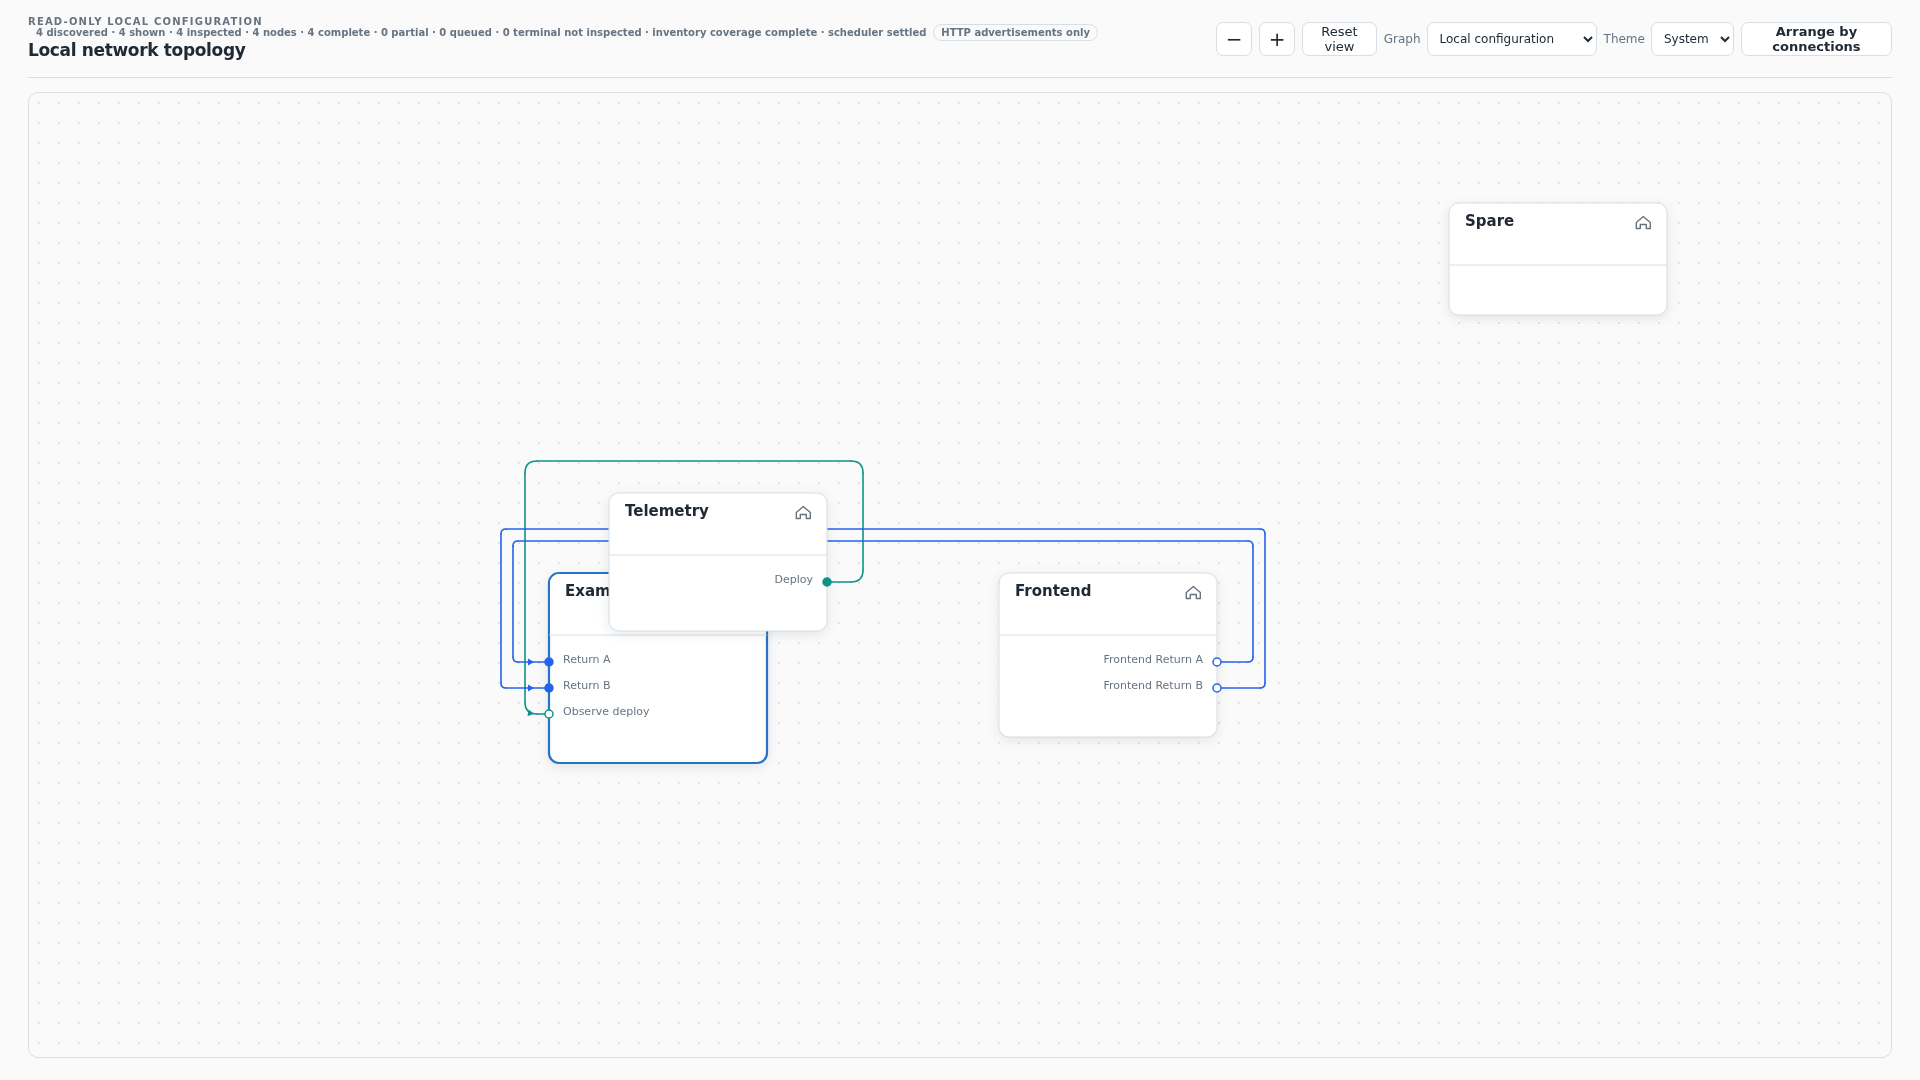 READ-ONLY LOCAL CONFIGURATION
4 discovered · 4 shown · 4 inspected · 4 nodes · 4 complete · 0 partial · 0 queued · 0 terminal not inspected · inventory coverage complete · scheduler settled HTTP advertisements only
Local network topology
− + Reset view Graph Local configuration Theme System Arrange by connections
Spare
Telemetry
Deploy
Exam
Return A
Return B
Observe deploy
Frontend
Frontend Return A
Frontend Return B